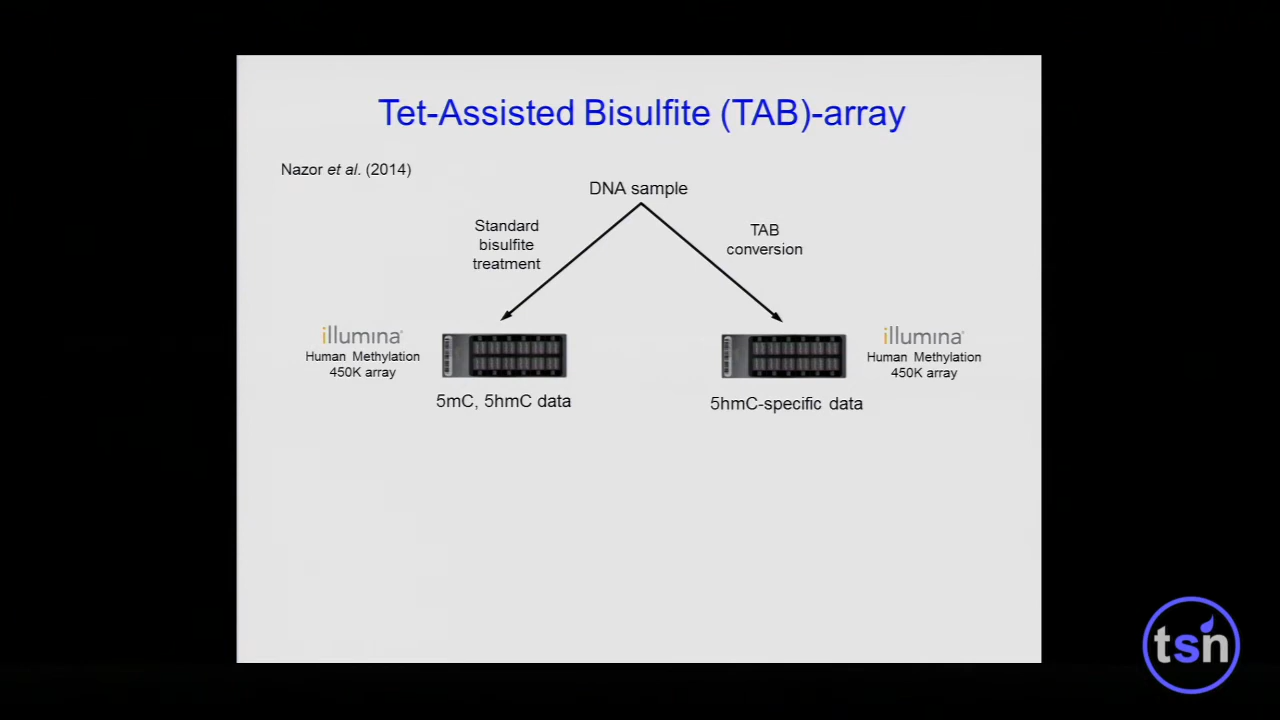 Tet-Assisted Bisulfite (TAB)-array
Nazor et al. (2014)
DNA sample
Standard
bisulfite
treatment
TAB
conversion
illumina®
Human Methylation
450K array
illumina®
Human Methylation
450K array
5mC, 5hmC data
5hmC-specific data
tsn